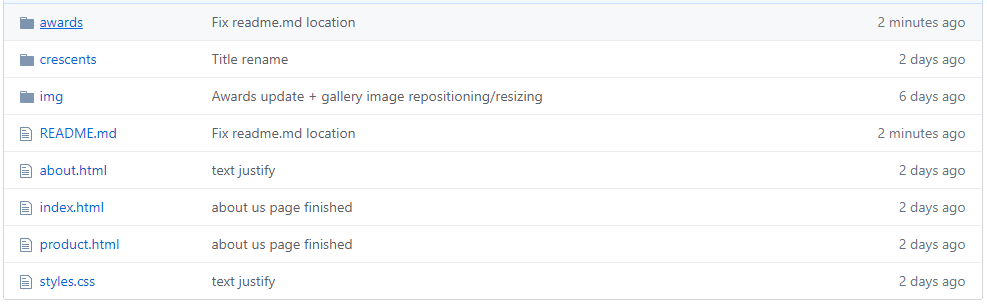 awards Fix readme.md location 2 minutes ago
crescents Title rename 2 days ago
img Awards update + gallery image repositioning/resizing 6 days ago
README.md Fix readme.md location 2 minutes ago
about.html text justify 2 days ago
index.html about us page finished 2 days ago
product.html about us page finished 2 days ago
styles.css text justify 2 days ago